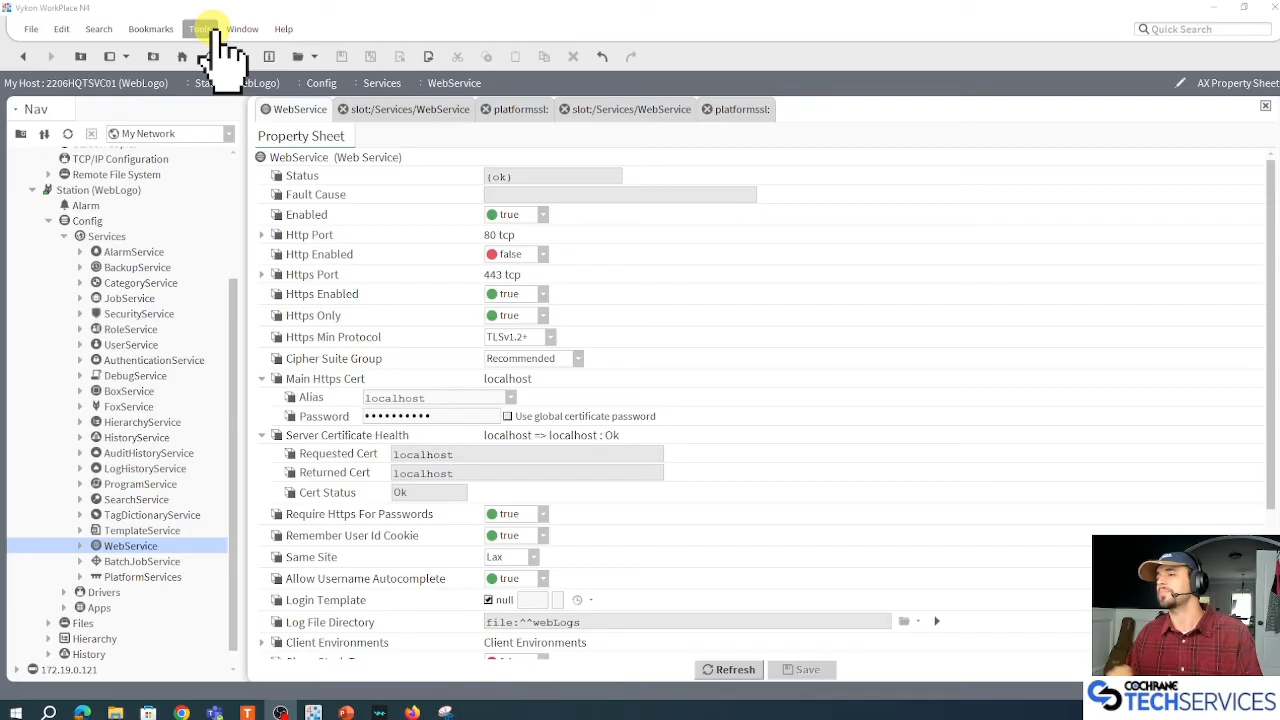 Vykon WorkPlace N4
File Edit Search Bookmarks Tools Window Help
Quick Search
My Host : 2206HQTSVC01 (WebLogo) Config Services WebService AX Property Sheet
Nav
My Network
TCP/IP Configuration
Remote File System
Station (WebLogo)
Alarm
Config
Services
AlarmService
BackupService
CategoryService
JobService
SecurityService
RoleService
UserService
AuthenticationService
DebugService
BoxService
FoxService
HierarchyService
HistoryService
AuditHistoryService
LogHistoryService
ProgramService
SearchService
TagDictionaryService
TemplateService
WebService
BatchJobService
PlatformServices
Drivers
Apps
Files
Hierarchy
History
172.19.0.121
WebService slot:/Services/WebService platformssl: slot:/Services/WebService platformssl:
Property Sheet
WebService (Web Service)
Status {ok}
Fault Cause
Enabled true
Http Port 80 tcp
Http Enabled false
Https Port 443 tcp
Https Enabled true
Https Only true
Https Min Protocol TLSv1.2+
Cipher Suite Group Recommended
Main Https Cert localhost
Alias localhost
Password •••••••••• Use global certificate password
Server Certificate Health localhost => localhost : Ok
Requested Cert localhost
Returned Cert localhost
Cert Status Ok
Require Https For Passwords true
Remember User Id Cookie true
Same Site Lax
Allow Username Autocomplete true
Login Template null
Log File Directory file:^^webLogs
Client Environments Client Environments
Refresh Save
COCHRANE
TECHSERVICES